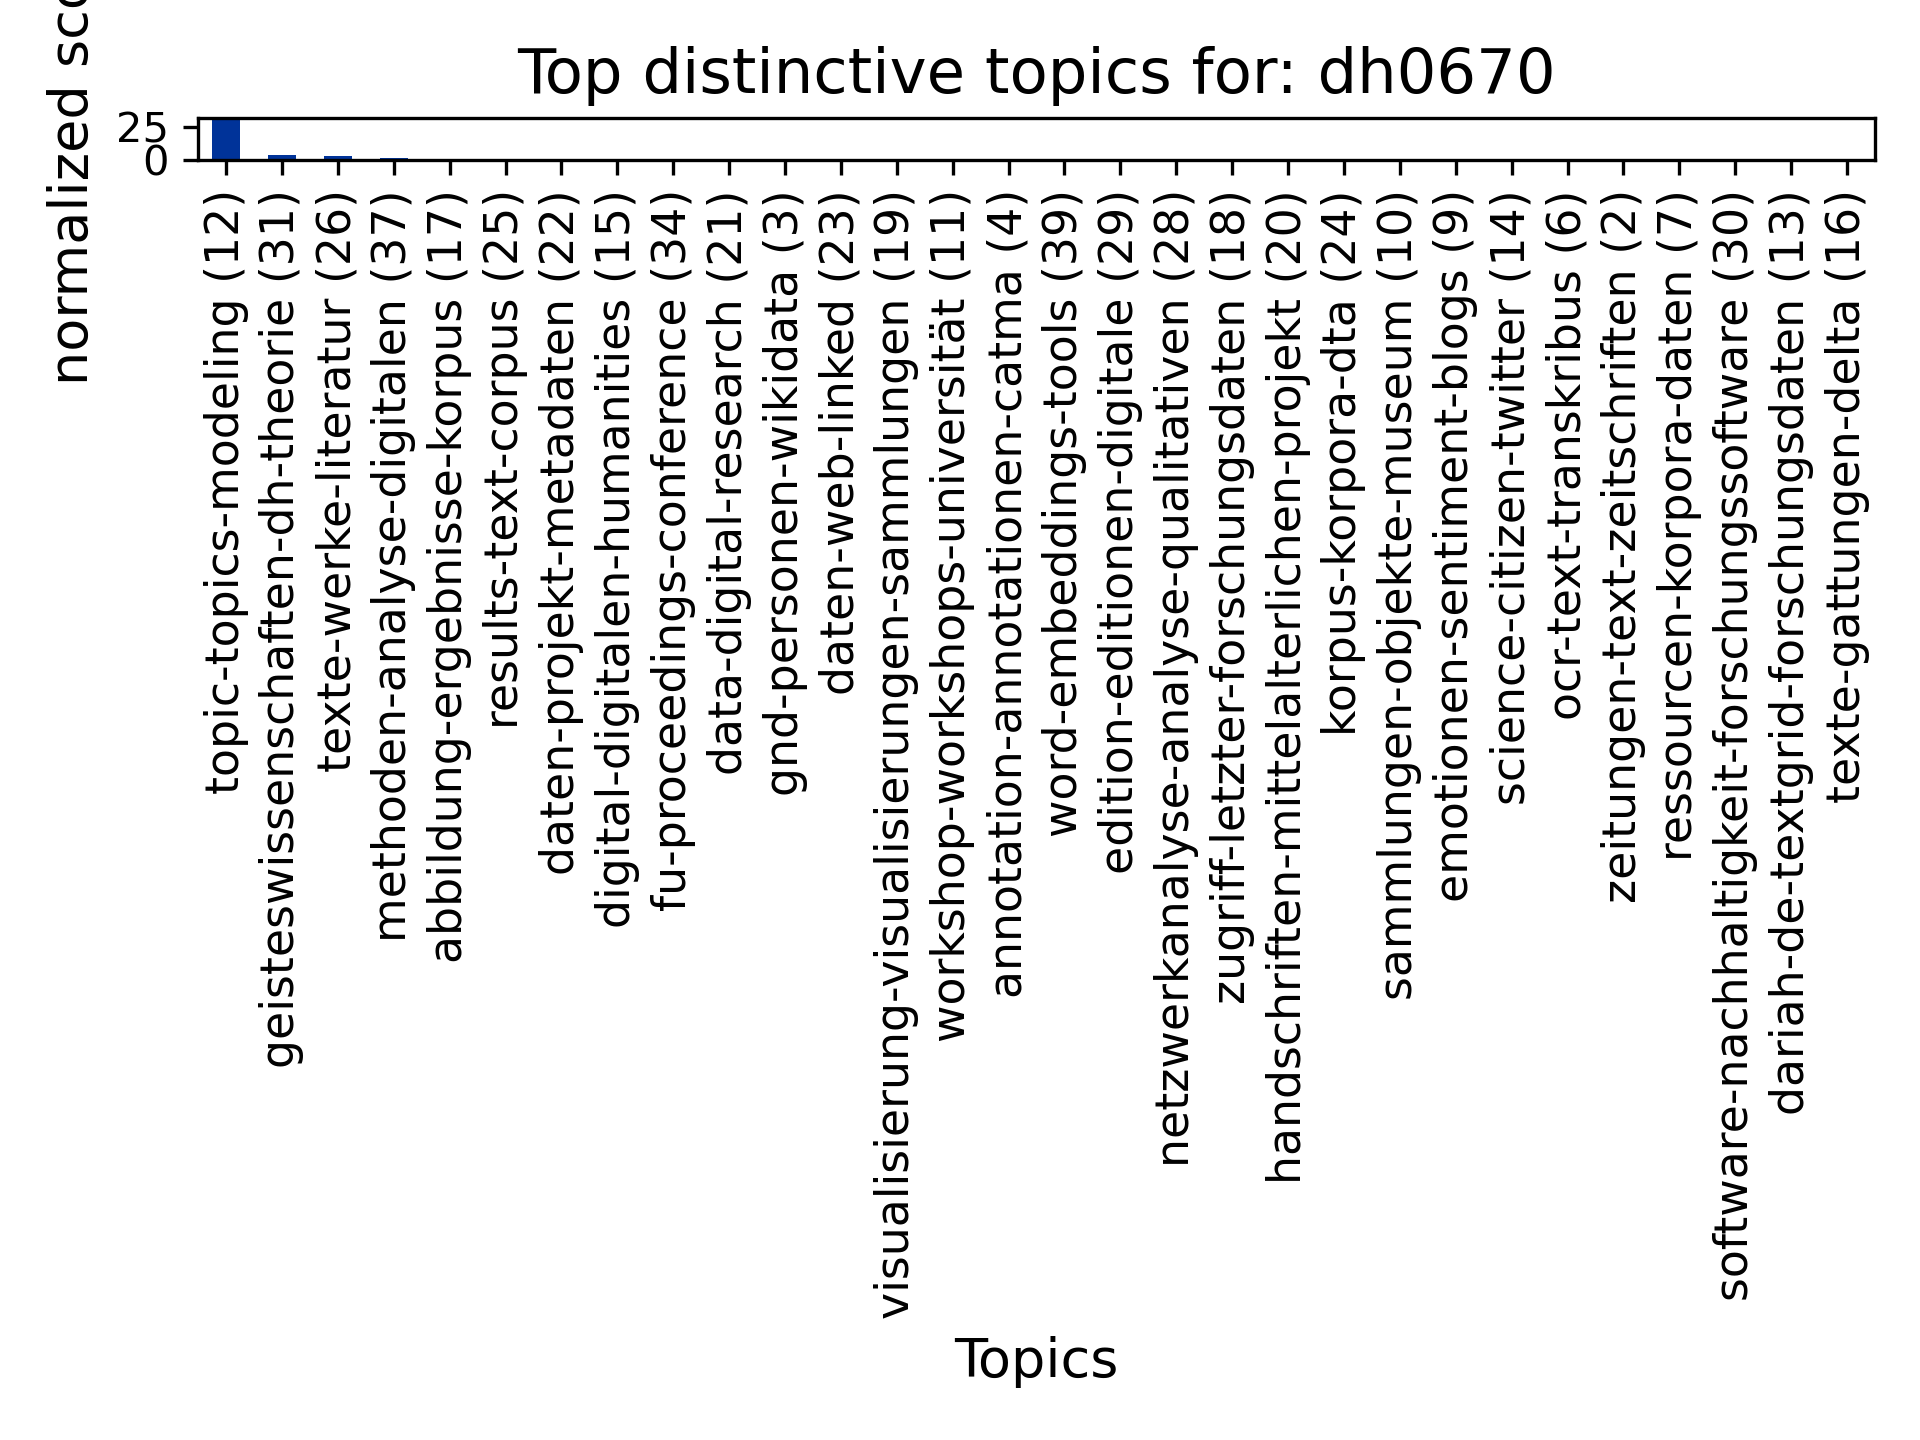 Top distinctive topics for: dh0670
normalized sco
25
0
topic-topics-modeling (12)
geisteswissenschaften-dh-theorie (31)
texte-werke-literatur (26)
methoden-analyse-digitalen (37)
abbildung-ergebnisse-korpus (17)
results-text-corpus (25)
daten-projekt-metadaten (22)
digital-digitalen-humanities (15)
fu-proceedings-conference (34)
data-digital-research (21)
gnd-personen-wikidata (3)
daten-web-linked (23)
visualisierung-visualisierungen-sammlungen (19)
workshop-workshops-universität (11)
annotation-annotationen-catma (4)
word-embeddings-tools (39)
edition-editionen-digitale (29)
netzwerkanalyse-analyse-qualitativen (28)
zugriff-letzter-forschungsdaten (18)
handschriften-mittelalterlichen-projekt (20)
korpus-korpora-dta (24)
sammlungen-objekte-museum (10)
emotionen-sentiment-blogs (9)
science-citizen-twitter (14)
ocr-text-transkribus (6)
zeitungen-text-zeitschriften (2)
ressourcen-korpora-daten (7)
software-nachhaltigkeit-forschungssoftware (30)
dariah-de-textgrid-forschungsdaten (13)
texte-gattungen-delta (16)
Topics